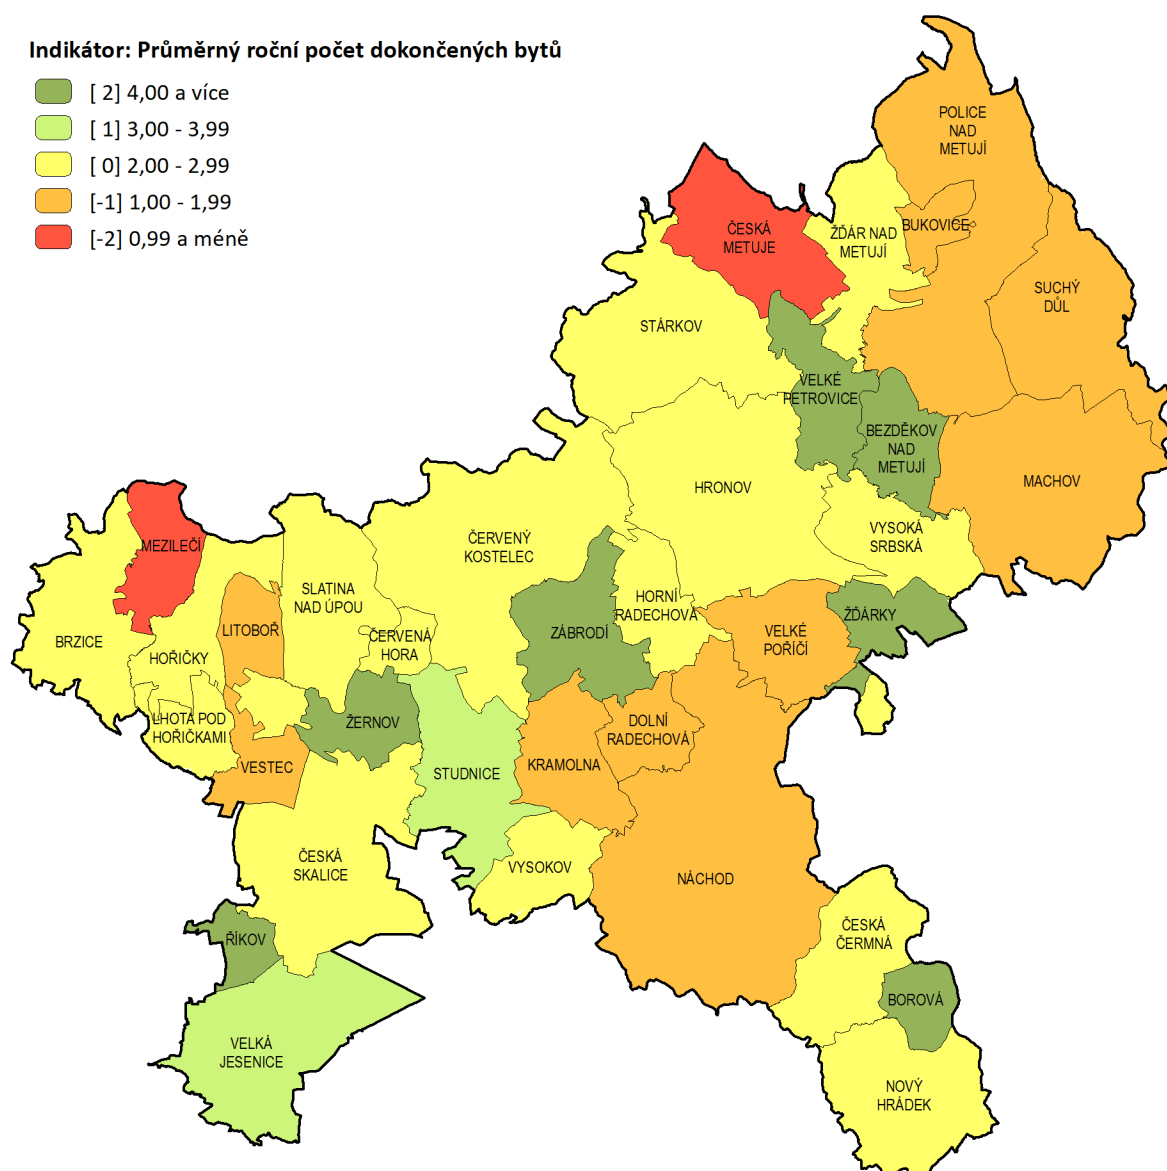 Indikátor: Průměrný roční počet dokončených bytů
[ 2] 4,00 a více
[ 1] 3,00 - 3,99
[ 0] 2,00 - 2,99
[-1] 1,00 - 1,99
[-2] 0,99 a méně
POLICE
NAD
METUJÍ
ČESKÁ
METUJE
ŽĎÁR NAD
METUJÍ
BUKOVICE
SUCHÝ
DŮL
STÁRKOV
VELKÉ
PETROVICE
BEZDĚKOV
NAD
METUJÍ
MACHOV
HRONOV
VYSOKÁ
SRBSKÁ
ČERVENÝ
KOSTELEC
MEZILEČÍ
SLATINA
NAD ÚPOU
HORNÍ
RADECHOVÁ
ŽĎÁRKY
BRZICE
LITOBOŘ
ČERVENÁ
HORA
ZÁBRODÍ
VELKÉ
POŘÍČÍ
HOŘIČKY
LHOTA POD
HOŘIČKAMI
ŽERNOV
DOLNÍ
RADECHOVÁ
VESTEC
STUDNICE
KRAMOLNA
ČESKÁ
SKALICE
VYSOKOV
NÁCHOD
ŘÍKOV
ČESKÁ
ČERMNÁ
BOROVÁ
VELKÁ
JESENICE
NOVÝ
HRÁDEK